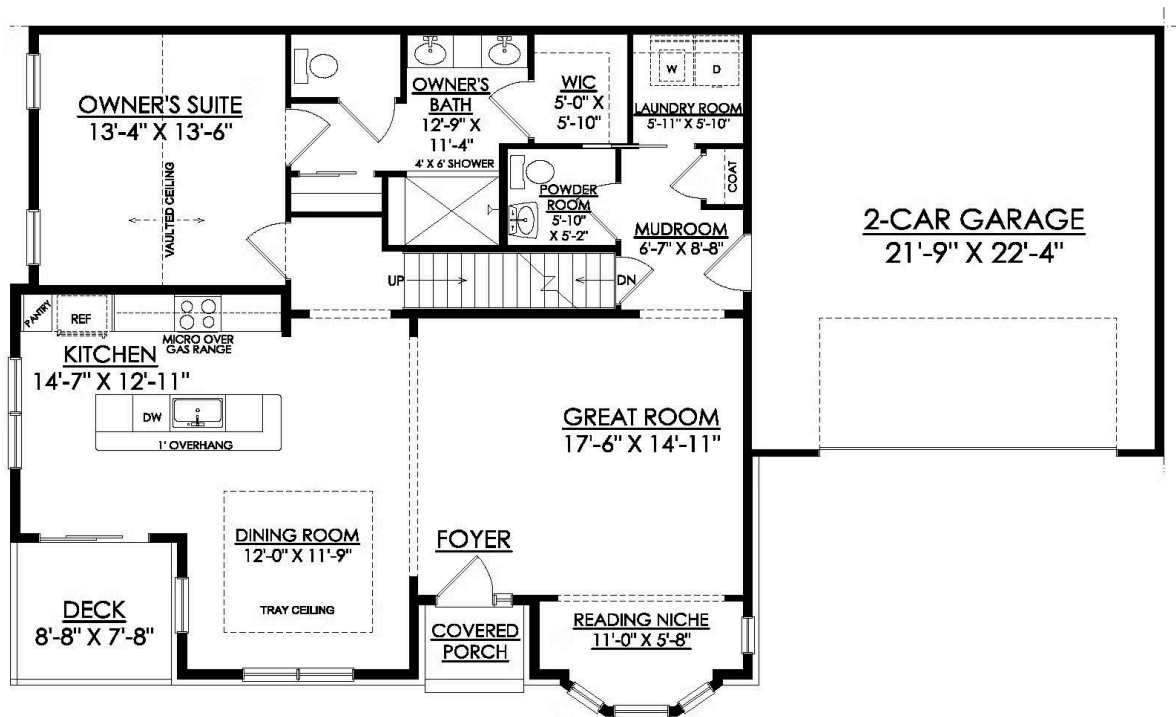 OWNER'S SUITE
13'-4" X 13'-6"
VAULTED CEILING
OWNER'S
BATH
12'-9" X
11'-4"
4' X 6' SHOWER
WIC
5'-0" X
5'-10"
W
D
LAUNDRY ROOM
5'-11" X 5'-10"
COAT
POWDER
ROOM
5'-10"
X 5'-2"
MUDROOM
6'-7" X 8'-8"
2-CAR GARAGE
21'-9" X 22'-4"
UP
DN
PANTRY
REF
MICRO OVER
GAS RANGE
KITCHEN
14'-7" X 12'-11"
DW
1' OVERHANG
GREAT ROOM
17'-6" X 14'-11"
DINING ROOM
12'-0" X 11'-9"
TRAY CEILING
FOYER
DECK
8'-8" X 7'-8"
COVERED
PORCH
READING NICHE
11'-0" X 5'-8"